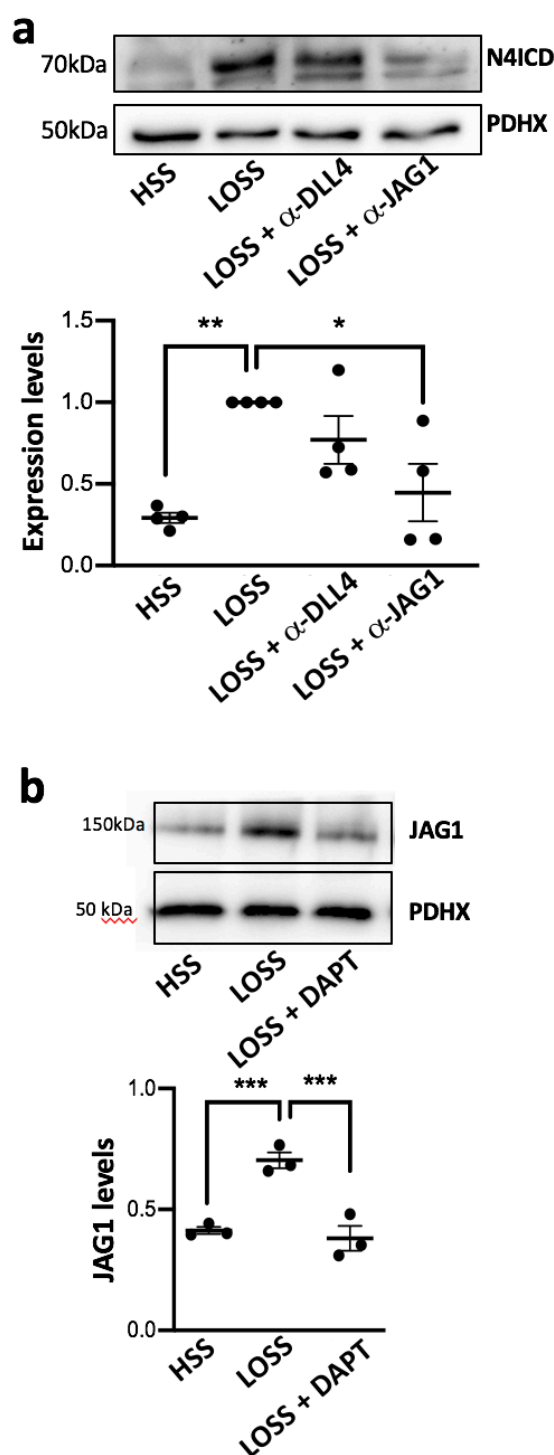 a
70kDa N4ICD
50kDa PDHX
HSS LOSS LOSS + α-DLL4 LOSS + α-JAG1
Expression levels
1.5
1.0
0.5
0.0
** *
HSS LOSS LOSS + α-DLL4 LOSS + α-JAG1
b
150kDa JAG1
50 kDa PDHX
HSS LOSS LOSS + DAPT
JAG1 levels
1.0
0.5
0.0
*** ***
HSS LOSS LOSS + DAPT